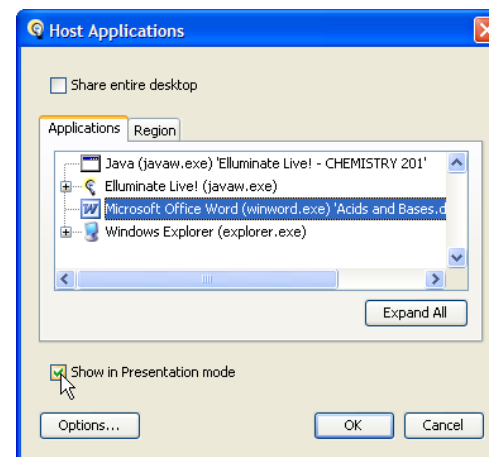 Host Applications
Share entire desktop
Applications Region
Java (javaw.exe) 'Elluminate Live! - CHEMISTRY 201'
Elluminate Live! (javaw.exe)
Microsoft Office Word (winword.exe) 'Acids and Bases.d
Windows Explorer (explorer.exe)
Expand All
Show in Presentation mode
Options... OK Cancel